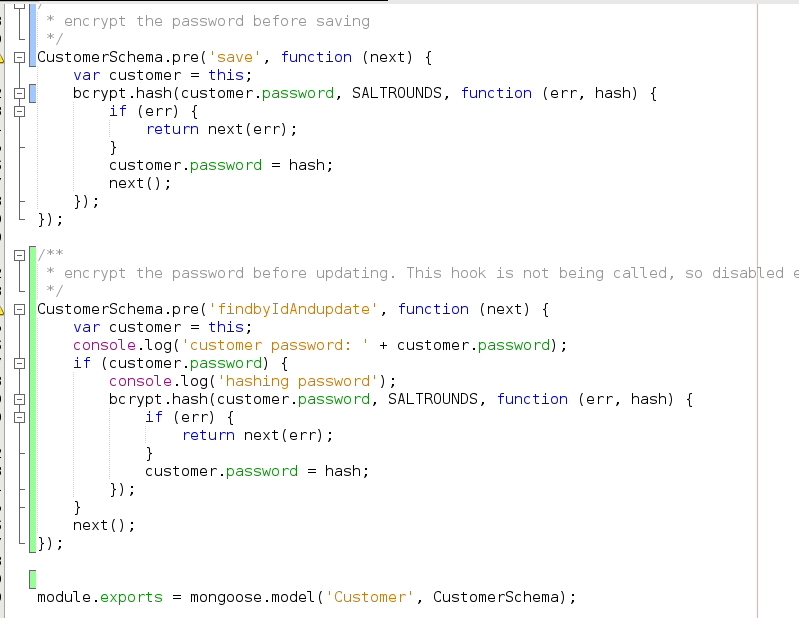 * encrypt the password before saving
*/
CustomerSchema.pre('save', function (next) {
var customer = this;
bcrypt.hash(customer.password, SALTROUNDS, function (err, hash) {
if (err) {
return next(err);
}
customer.password = hash;
next();
});
});
/**
* encrypt the password before updating. This hook is not being called, so disabled
*/
CustomerSchema.pre('findbyIdAndupdate', function (next) {
var customer = this;
console.log('customer password: ' + customer.password);
if (customer.password) {
console.log('hashing password');
bcrypt.hash(customer.password, SALTROUNDS, function (err, hash) {
if (err) {
return next(err);
}
customer.password = hash;
});
}
next();
});
module.exports = mongoose.model('Customer', CustomerSchema);